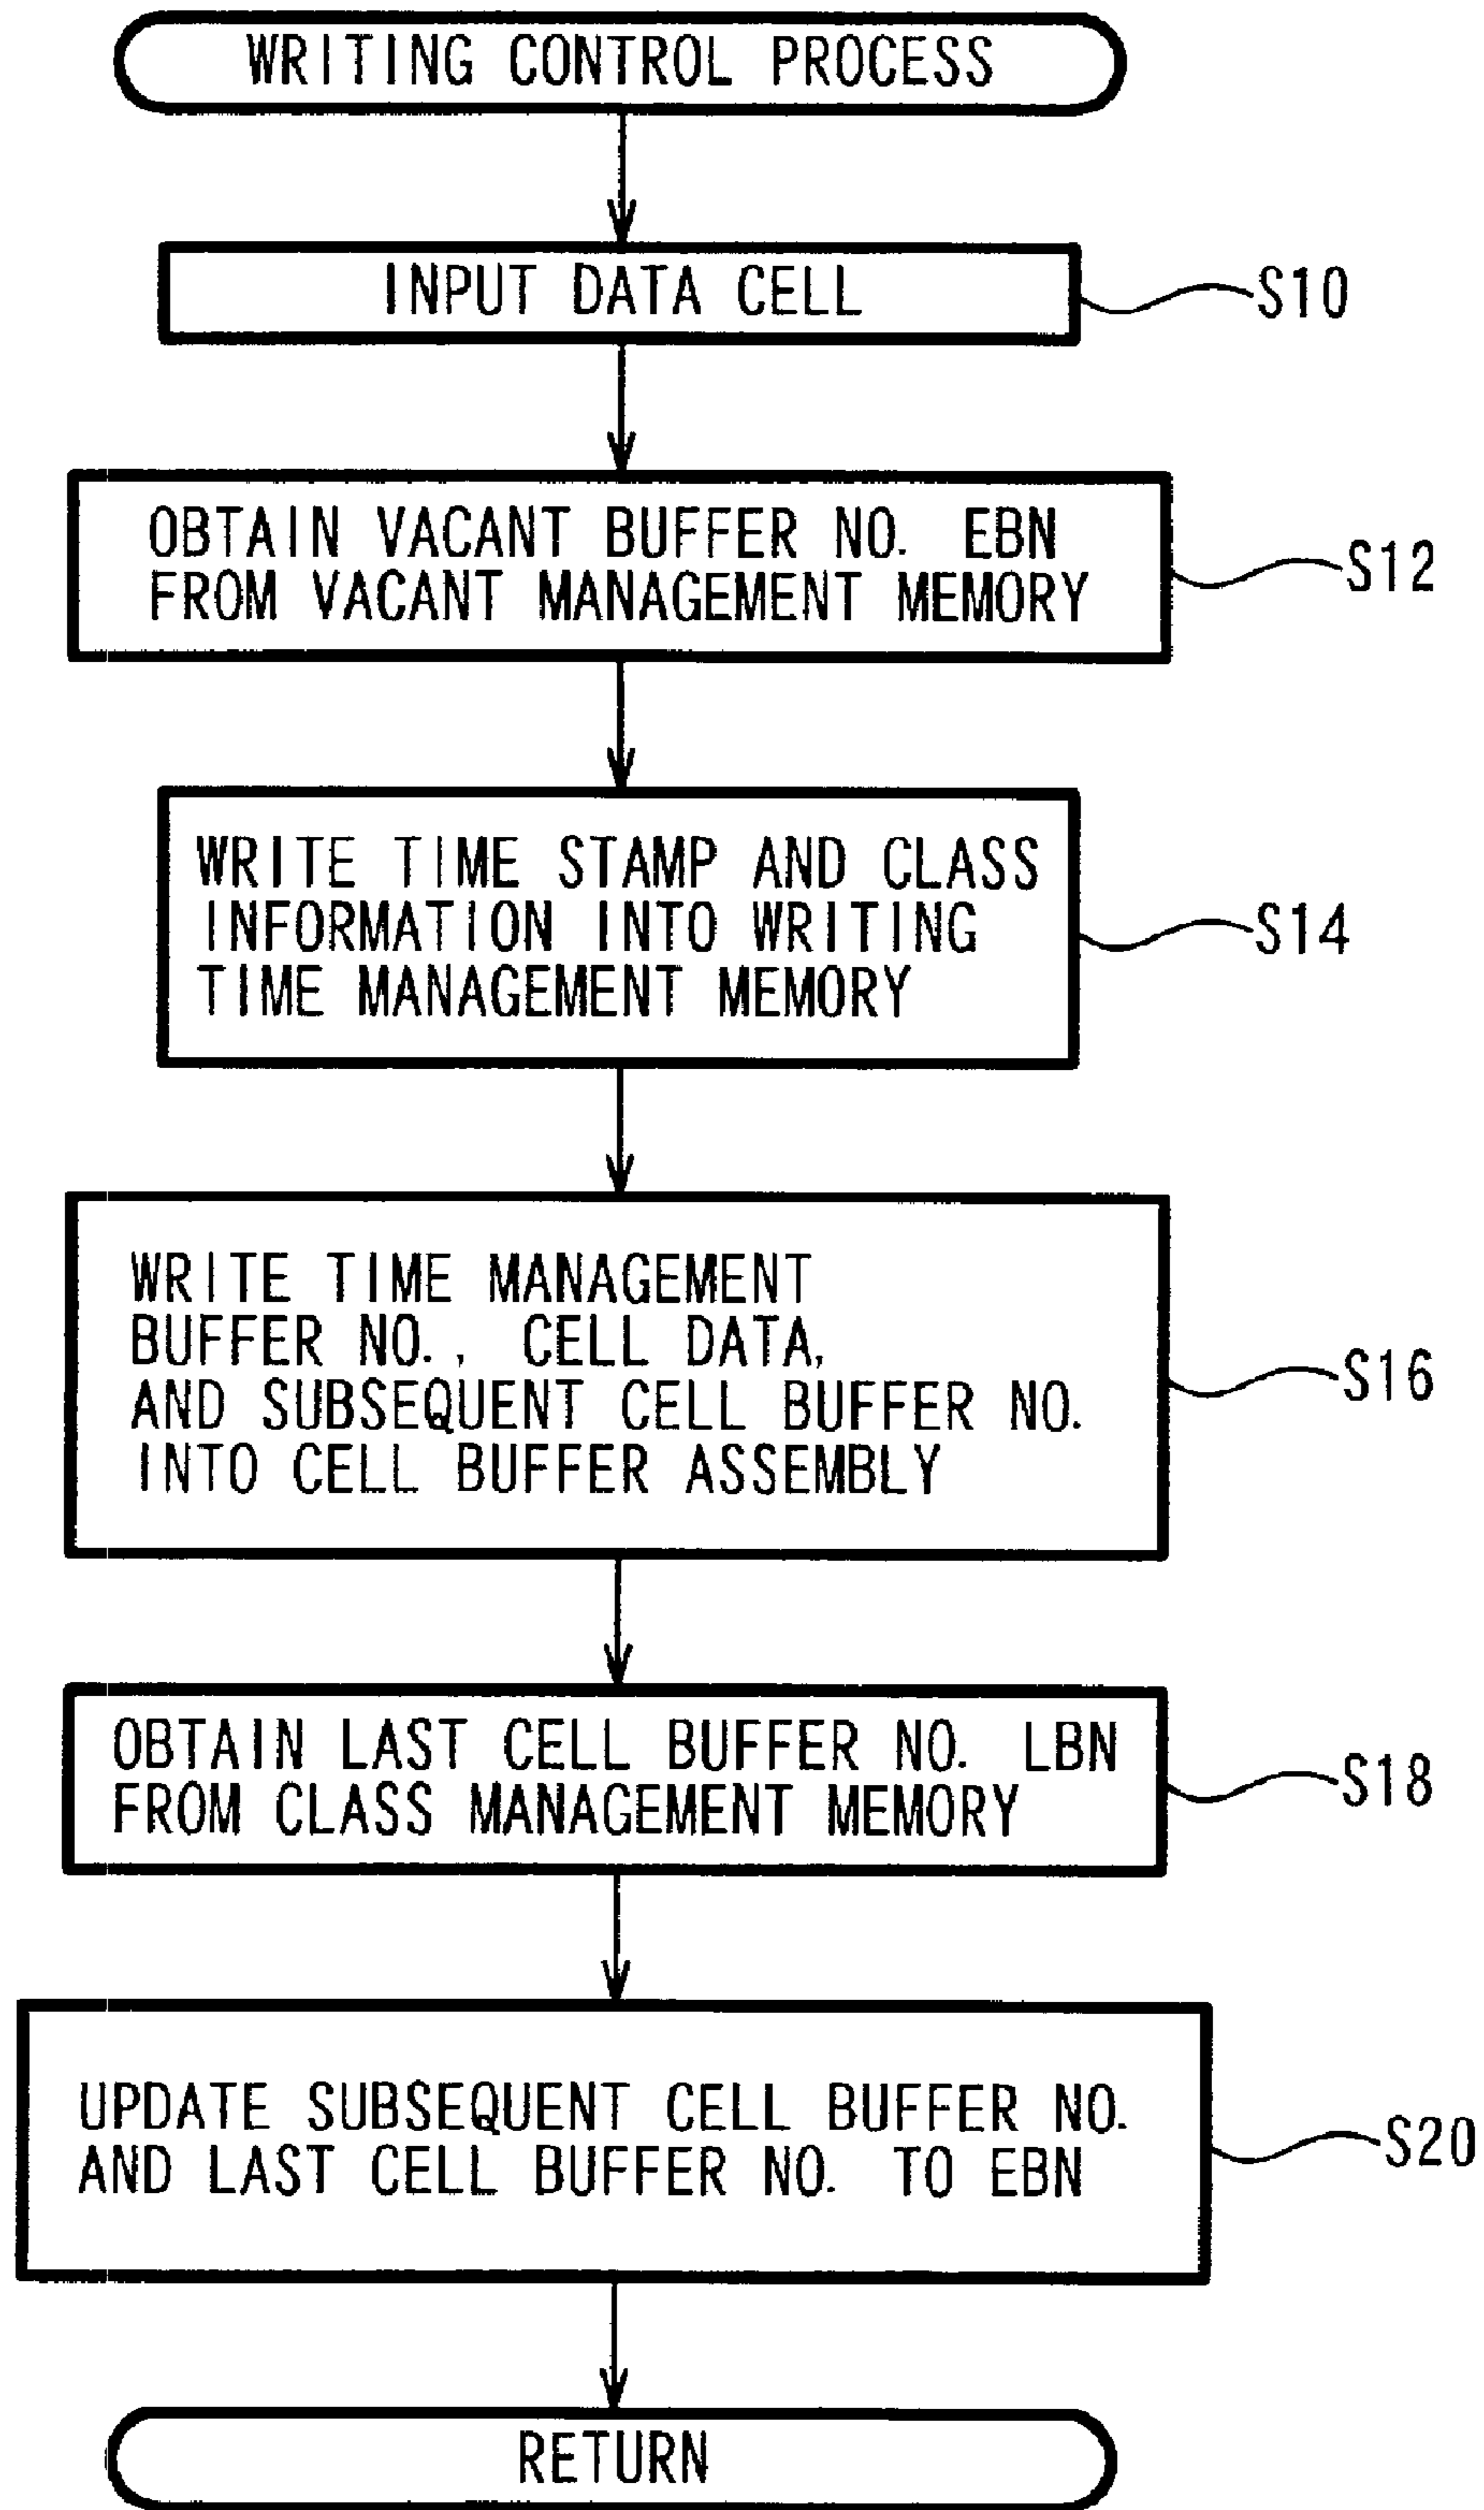 WRITING CONTROL PROCESS
INPUT DATA CELL
S10
OBTAIN VACANT BUFFER NO. EBN
FROM VACANT MANAGEMENT MEMORY
S12
WRITE TIME STAMP AND CLASS
INFORMATION INTO WRITING
TIME MANAGEMENT MEMORY
S14
WRITE TIME MANAGEMENT
BUFFER NO., CELL DATA,
AND SUBSEQUENT CELL BUFFER NO.
INTO CELL BUFFER ASSEMBLY
S16
OBTAIN LAST CELL BUFFER NO. LBN
FROM CLASS MANAGEMENT MEMORY
S18
UPDATE SUBSEQUENT CELL BUFFER NO.
AND LAST CELL BUFFER NO. TO EBN
S20
RETURN